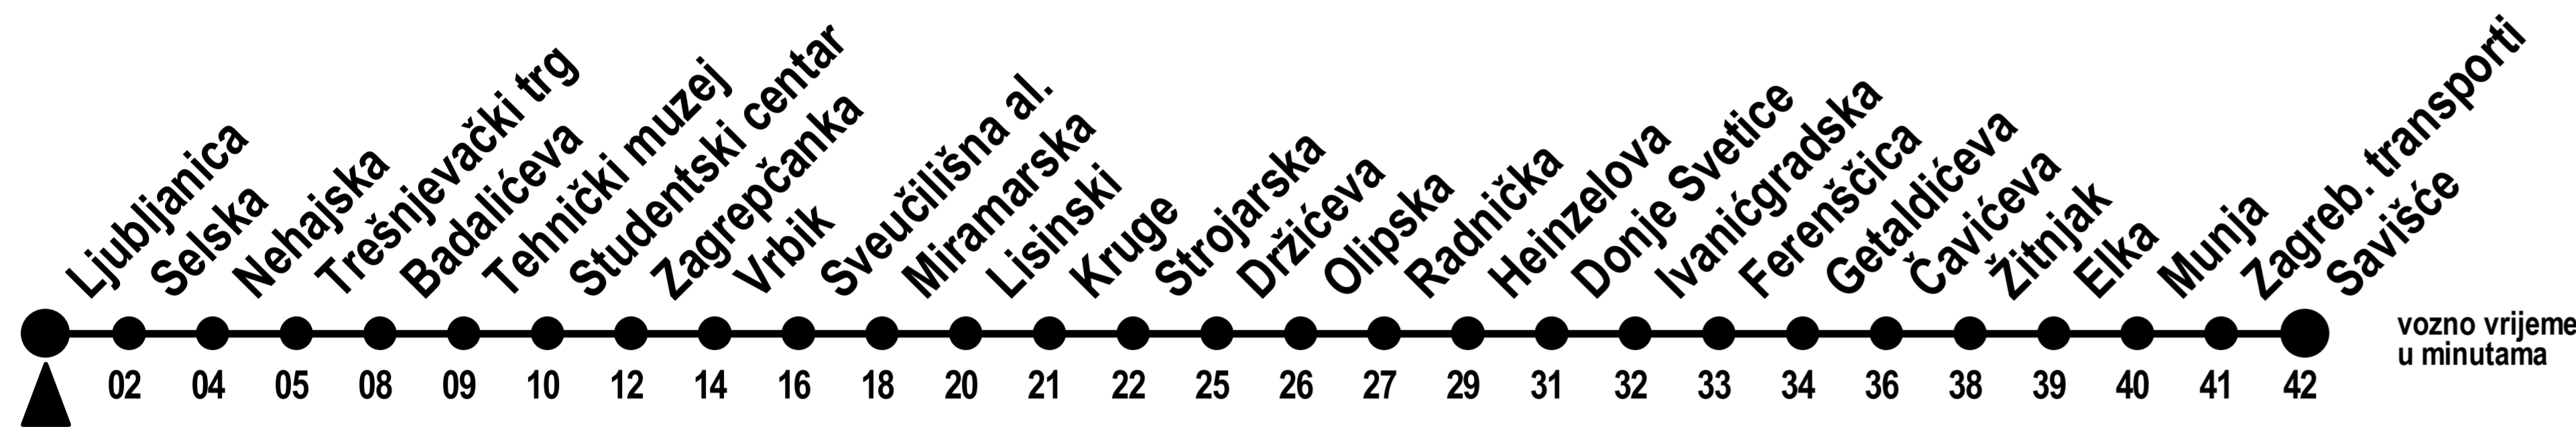 Ljubljanica
Selska
Nehajska
Trešnjevački trg
Badalićeva
Tehnički muzej
Studentski centar
Zagrepčanka
Vrbik
Sveučilišna al.
Miramarska
Lisinski
Kruge
Strojarska
Držićeva
Olipska
Radnička
Heinzelova
Donje Svetice
Ivanićgradska
Ferenščica
Getaldićeva
Čavićeva
Žitnjak
Elka
Munja
Zagreb. transporti
Savišće
02 04 05 08 09 10 12 14 16 18 20 21 22 25 26 27 29 31 32 33 34 36 38 39 40 41 42
vozno vrijeme
u minutama